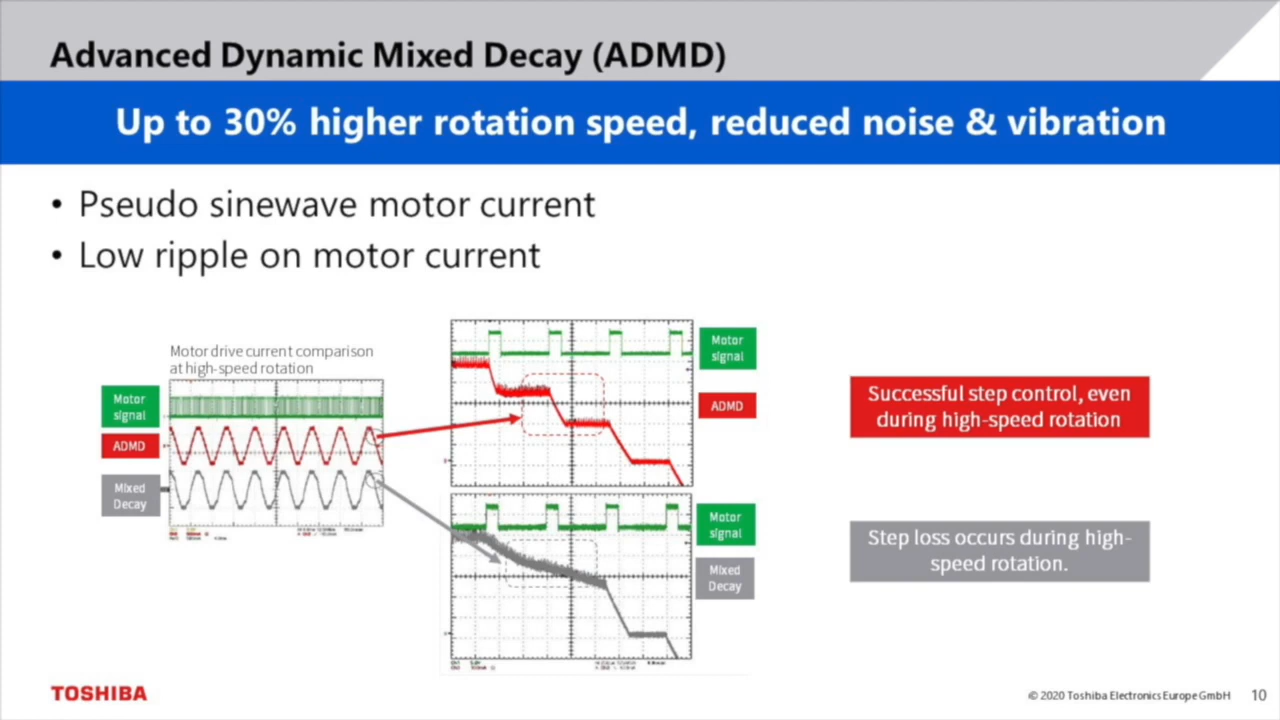 Advanced Dynamic Mixed Decay (ADMD)
Up to 30% higher rotation speed, reduced noise & vibration
• Pseudo sinewave motor current
• Low ripple on motor current
Motor drive current comparison
at high-speed rotation
Motor
signal
ADMD
Mixed
Decay
Motor
signal
ADMD
Motor
signal
Mixed
Decay
Successful step control, even
during high-speed rotation
Step loss occurs during high-
speed rotation.
TOSHIBA
© 2020 Toshiba Electronics Europe GmbH
10